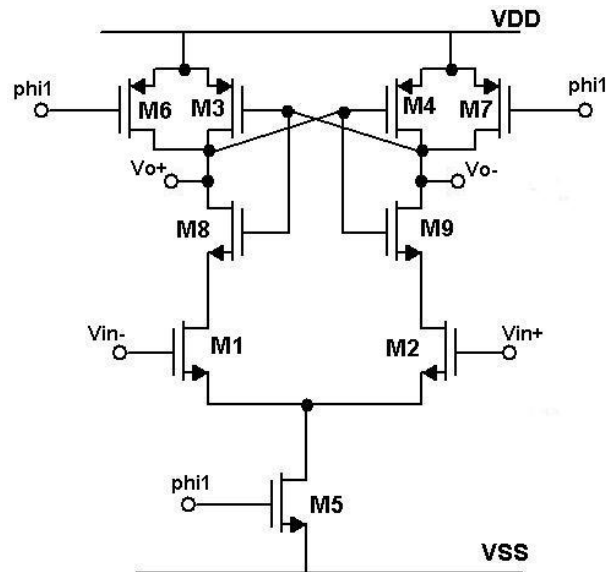 VDD
phi1
M6
M3
M4
M7
phi1
Vo+
Vo-
M8
M9
Vin-
M1
M2
Vin+
phi1
M5
VSS